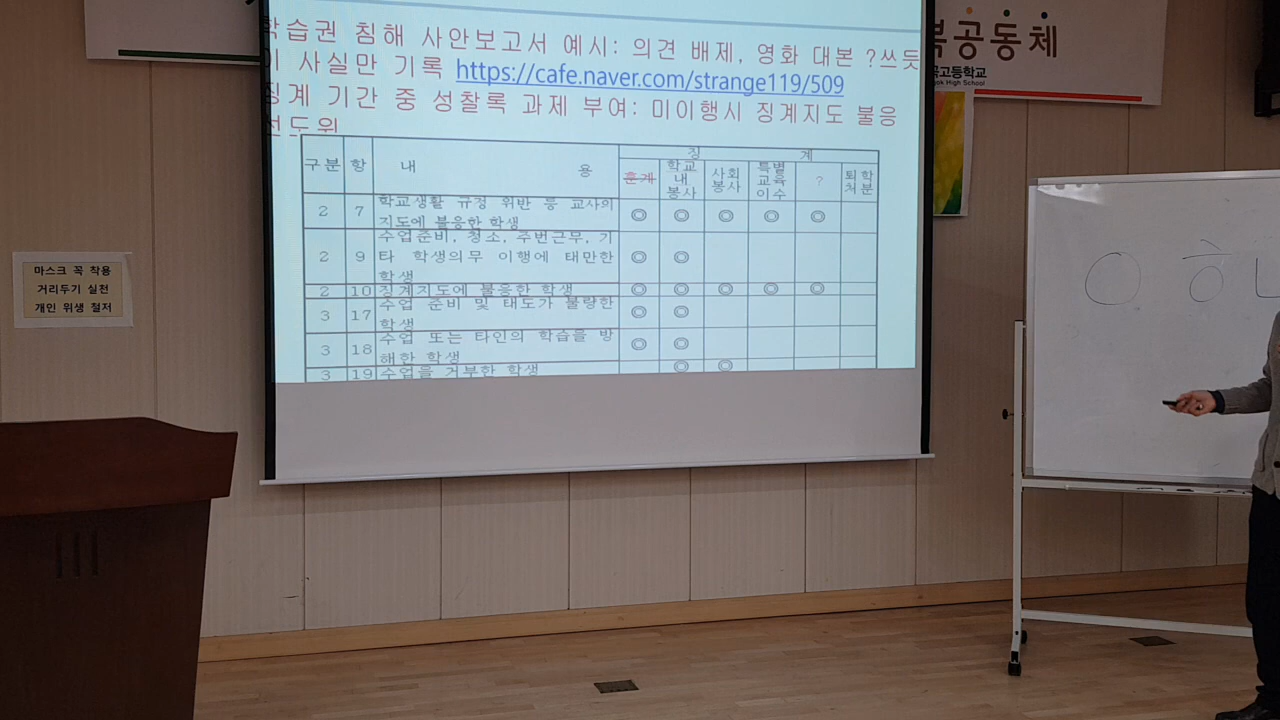 학습권 침해 사안보고서 예시: 의견 배제, 영화 대본 ?쓰듯
이 사실만 기록 https://cafe.naver.com/strange119/509
징계 기간 중 성찰록 과제 부여: 미이행시 징계지도 불응
선도위
구분 항 내 용 징 계
훈계 학교내봉사 사회봉사 특별교육이수 ? 퇴학처분
2 7 학교생활 규정 위반 등 교사의
지도에 불응한 학생 ◎ ◎ ◎ ◎ ◎
2 9 수업준비, 청소, 주번근무, 기
타 학생의무 이행에 태만한
학생 ◎ ◎
2 10 징계지도에 불응한 학생 ◎ ◎ ◎ ◎ ◎
3 17 수업 준비 및 태도가 불량한
학생 ◎ ◎
3 18 수업 또는 타인의 학습을 방
해한 학생 ◎ ◎
3 19 수업을 거부한 학생 ◎ ◎
복공동체
고등학교
High School
마스크 꼭 착용
거리두기 실천
개인 위생 철저